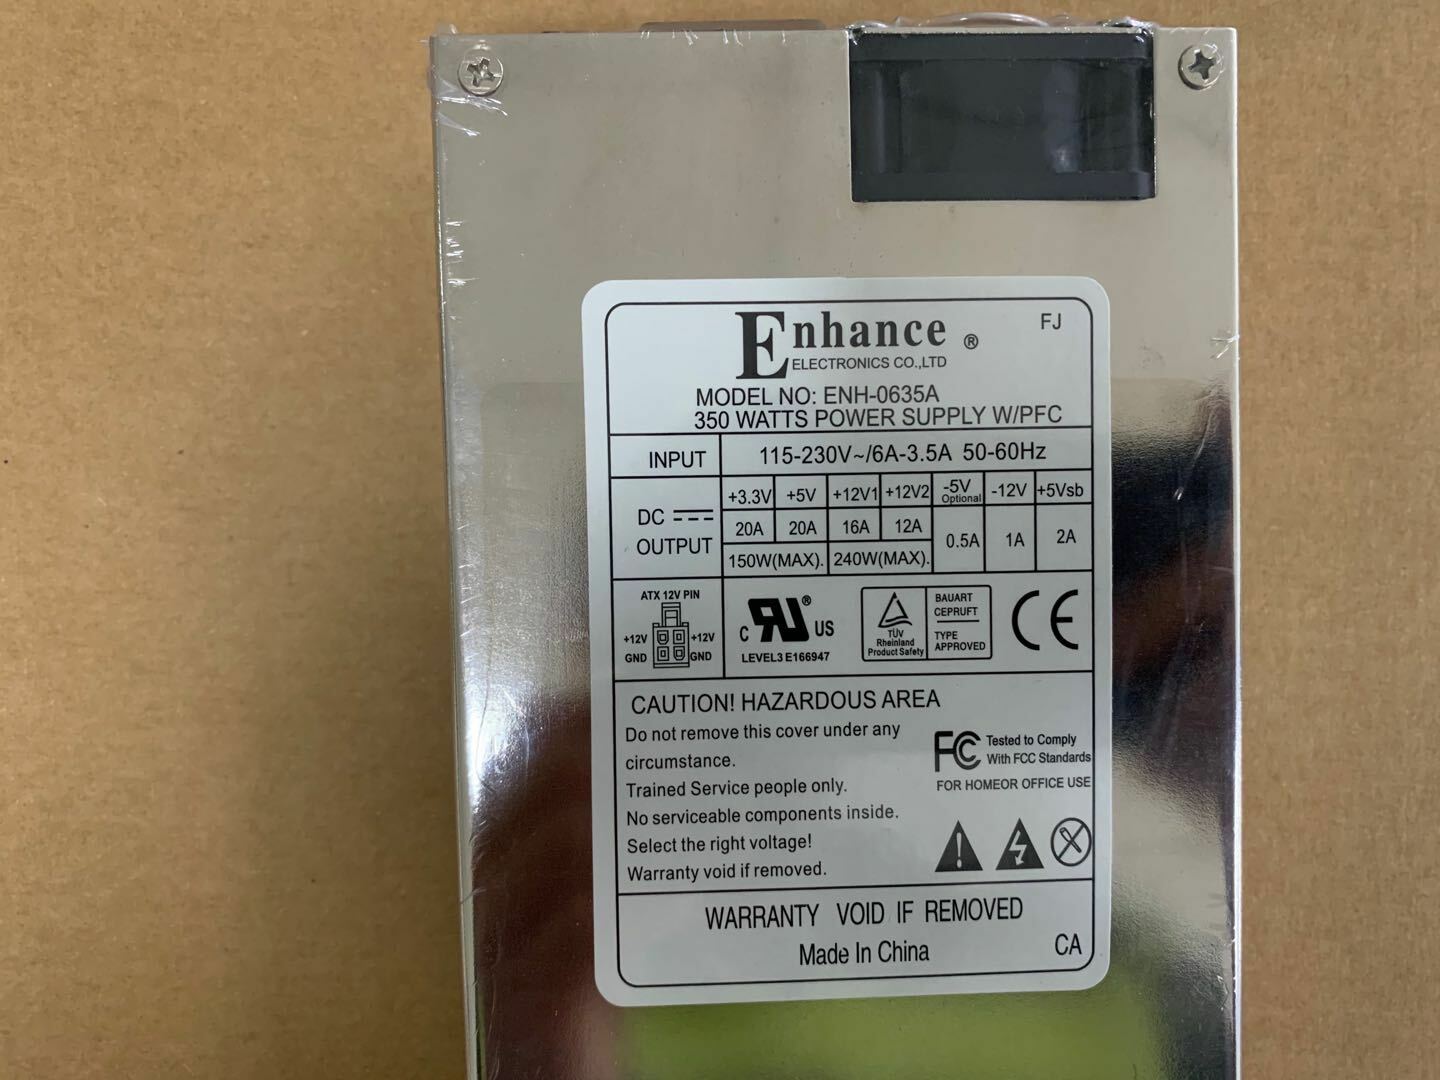 Enhance ®
FJ
ELECTRONICS CO.,LTD
MODEL NO: ENH-0635A
350 WATTS POWER SUPPLY W/PFC
INPUT 115-230V~/6A-3.5A 50-60Hz
DC OUTPUT
+3.3V +5V +12V1 +12V2 -5V Optional -12V +5Vsb
20A 20A 16A 12A 0.5A 1A 2A
150W(MAX). 240W(MAX).
ATX 12V PIN
+12V +12V
GND GND
C RU ® US
LEVEL3 E166947
TÜV
Rheinland
Product Safety
BAUART
CEPRUFT
TYPE
APPROVED
CE
CAUTION! HAZARDOUS AREA
Do not remove this cover under any
circumstance.
Trained Service people only.
No serviceable components inside.
Select the right voltage!
Warranty void if removed.
FC Tested to Comply
With FCC Standards
FOR HOMEOR OFFICE USE
WARRANTY VOID IF REMOVED
Made In China
CA